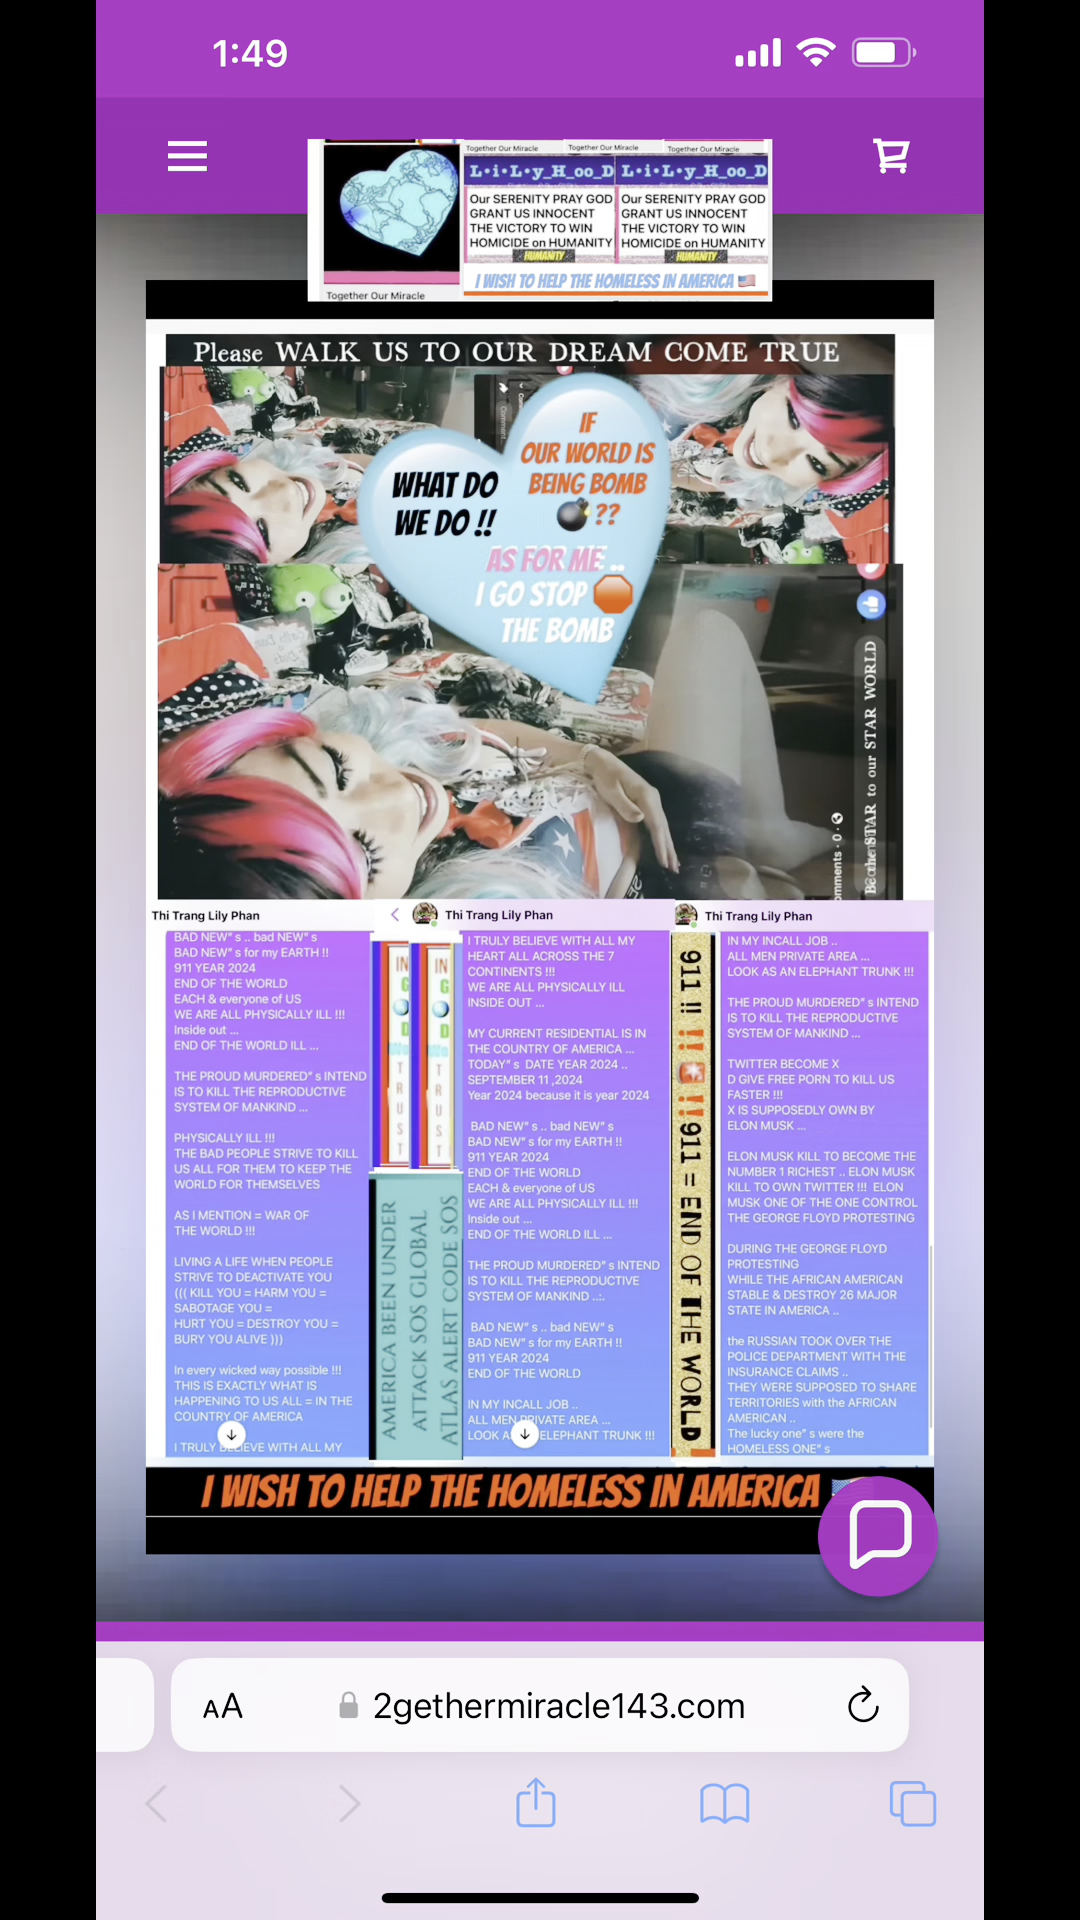 1:49
Together Our Miracle
Together Our Miracle
Together Our Miracle
L•i•L•y_H_oo_D
L•i•L•y_H_oo_D
Our SERENITY PRAY GOD
GRANT US INNOCENT
THE VICTORY TO WIN
HOMICIDE on HUMANITY
HUMANITY
Our SERENITY PRAY GOD
GRANT US INNOCENT
THE VICTORY TO WIN
HOMICIDE on HUMANITY
HUMANITY
I WISH TO HELP THE HOMELESS IN AMERICA 🇺🇸
Together Our Miracle
Please WALK US TO OUR DREAM COME TRUE
WHAT DO
WE DO !!
IF
OUR WORLD IS
BEING BOMB
💣 ??
AS FOR ME ..
I GO STOP 🛑
THE BOMB
Be the STAR to our STAR WORLD
omments · 0 ·
Thi Trang Lily Phan
BAD NEW" s .. bad NEW" s
BAD NEW" s for my EARTH !!
911 YEAR 2024
END OF THE WORLD
EACH & everyone of US
WE ARE ALL PHYSICALLY ILL !!!
Inside out ...
END OF THE WORLD ILL ...
THE PROUD MURDERED" s INTEND
IS TO KILL THE REPRODUCTIVE
SYSTEM OF MANKIND ...
PHYSICALLY ILL !!!
THE BAD PEOPLE STRIVE TO KILL
US ALL FOR THEM TO KEEP THE
WORLD FOR THEMSELVES
AS I MENTION = WAR OF
THE WORLD !!!
LIVING A LIFE WHEN PEOPLE
STRIVE TO DEACTIVATE YOU
((( KILL YOU = HARM YOU =
SABOTAGE YOU =
HURT YOU = DESTROY YOU =
BURY YOU ALIVE )))
In every wicked way possible !!!
THIS IS EXACTLY WHAT IS
HAPPENING TO US ALL = IN THE
COUNTRY OF AMERICA
I TRULY BELIEVE WITH ALL MY
IN GOD We TRUST
IN GOD We TRUST
AMERICA BEEN UNDER
ATTACK SOS GLOBAL
ATLAS ALERT CODE SOS
Thi Trang Lily Phan
I TRULY BELIEVE WITH ALL MY
HEART ALL ACROSS THE 7
CONTINENTS !!!
WE ARE ALL PHYSICALLY ILL
INSIDE OUT ...
MY CURRENT RESIDENTIAL IS IN
THE COUNTRY OF AMERICA ...
TODAY" s DATE YEAR 2024 ..
SEPTEMBER 11 ,2024
Year 2024 because it is year 2024
BAD NEW" s .. bad NEW" s
BAD NEW" s for my EARTH !!
911 YEAR 2024
END OF THE WORLD
EACH & everyone of US
WE ARE ALL PHYSICALLY ILL !!!
Inside out ...
END OF THE WORLD ILL ...
THE PROUD MURDERED" s INTEND
IS TO KILL THE REPRODUCTIVE
SYSTEM OF MANKIND ..:.
BAD NEW" s .. bad NEW" s
BAD NEW" s for my EARTH !!
911 YEAR 2024
END OF THE WORLD
IN MY INCALL JOB ..
ALL MEN PRIVATE AREA ...
LOOK ELEPHANT TRUNK !!!
911 !! !! 🚨 !! 911 = END OF THE WORLD
Thi Trang Lily Phan
IN MY INCALL JOB ..
ALL MEN PRIVATE AREA ...
LOOK AS AN ELEPHANT TRUNK !!!
THE PROUD MURDERED" s INTEND
IS TO KILL THE REPRODUCTIVE
SYSTEM OF MANKIND ...
TWITTER BECOME X
D GIVE FREE PORN TO KILL US
FASTER !!!
X IS SUPPOSEDLY OWN BY
ELON MUSK ...
ELON MUSK KILL TO BECOME THE
NUMBER 1 RICHEST .. ELON MUSK
KILL TO OWN TWITTER !!! ELON
MUSK ONE OF THE ONE CONTROL
THE GEORGE FLOYD PROTESTING
DURING THE GEORGE FLOYD
PROTESTING
WHILE THE AFRICAN AMERICAN
STABLE & DESTROY 26 MAJOR
STATE IN AMERICA ..
the RUSSIAN TOOK OVER THE
POLICE DEPARTMENT WITH THE
INSURANCE CLAIMS ..
THEY WERE SUPPOSED TO SHARE
TERRITORIES with the AFRICAN
AMERICAN ..
The lucky one" s were the
HOMELESS ONE" s
I WISH TO HELP THE HOMELESS IN AMERICA
AA
2gethermiracle143.com